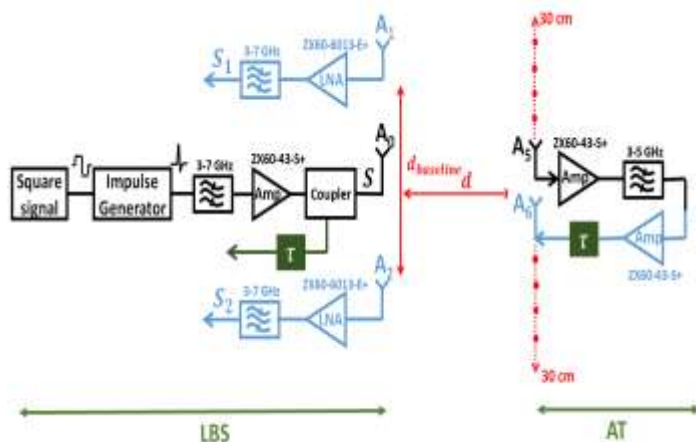 30 cm
ZX60-6013-E+
A₁
3-7 GHz
S₁
LNA
3-7 GHz
ZX60-43-S+
A₀
A₅
ZX60-43-S+
3-5 GHz
Square
signal
Impulse
Generator
Amp
Coupler
S
d_baseline
d
Amp
A₆
τ
τ
Amp
ZX60-43-S+
A₂
ZX60-6013-E+
3-7 GHz
S₂
LNA
30 cm
LBS
AT